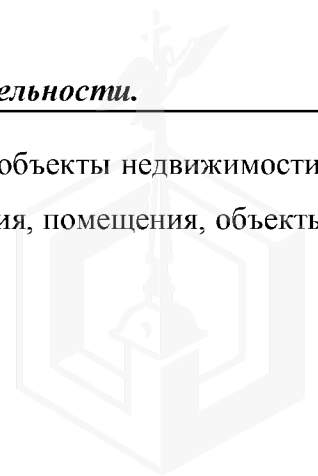 ельности.
объекты недвижимости
ия, помещения, объекты